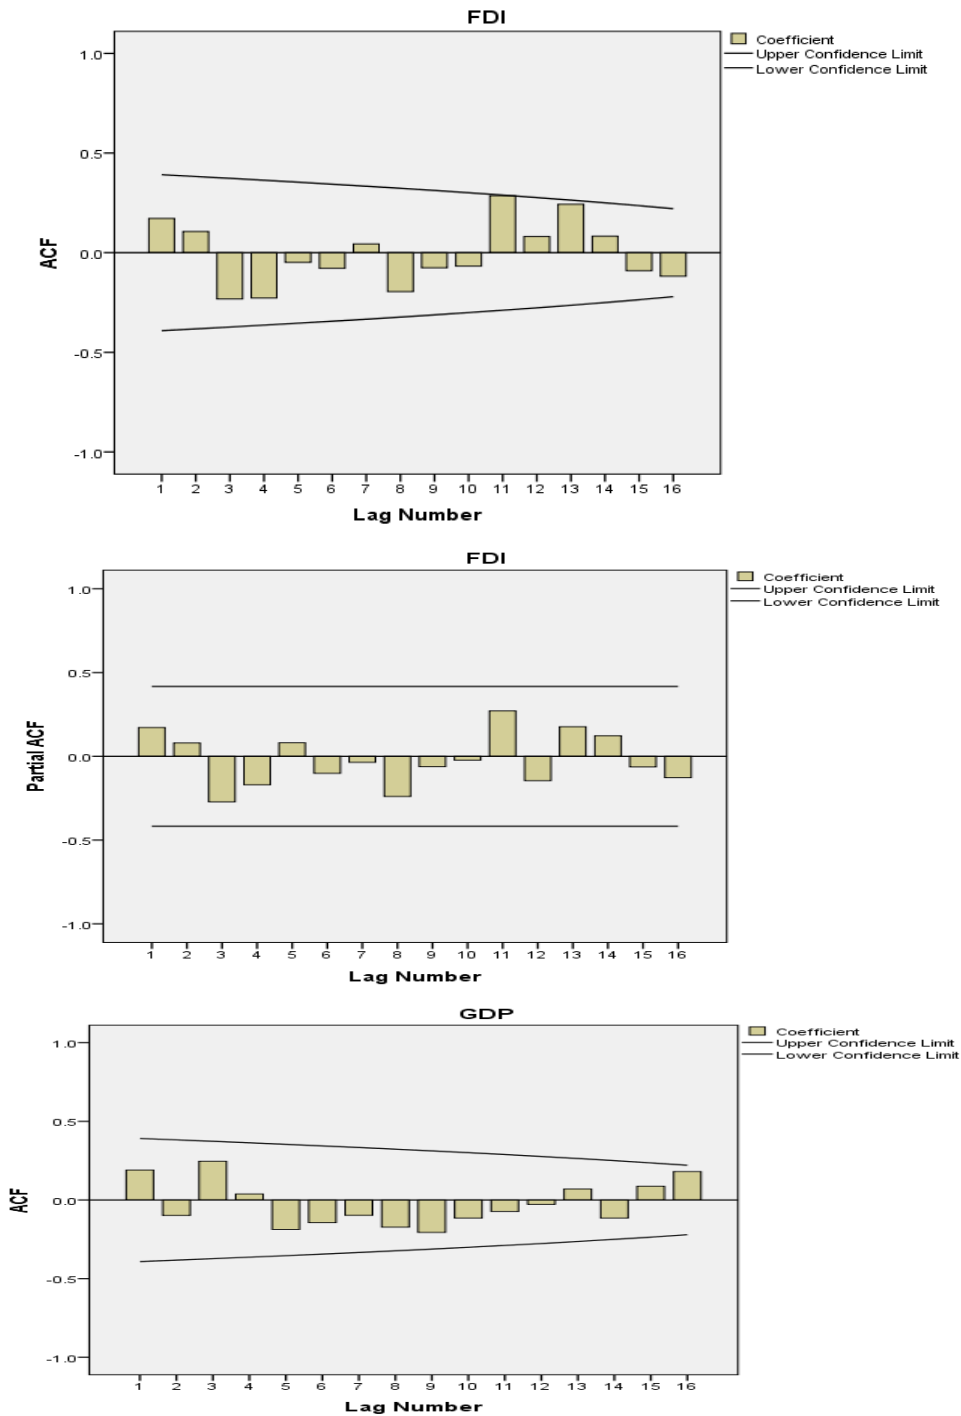 FDI
Coefficient
Upper Confidence Limit
Lower Confidence Limit
1.0
0.5
0.0
-0.5
-1.0
ACF
1 2 3 4 5 6 7 8 9 10 11 12 13 14 15 16
Lag Number
FDI
Coefficient
Upper Confidence Limit
Lower Confidence Limit
1.0
0.5
0.0
-0.5
-1.0
Partial ACF
1 2 3 4 5 6 7 8 9 10 11 12 13 14 15 16
Lag Number
GDP
Coefficient
Upper Confidence Limit
Lower Confidence Limit
1.0
0.5
0.0
-0.5
-1.0
ACF
1 2 3 4 5 6 7 8 9 10 11 12 13 14 15 16
Lag Number